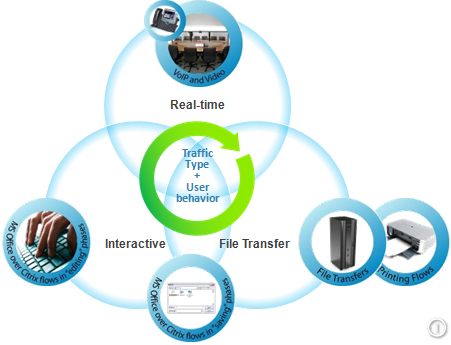 VoIP and Video
Real-time
Traffic
Type
+
User
behavior
Interactive
File Transfer
MS Office over Citrix flows in "editing" phases
MS Office over Citrix flows in "saving" phases
File Transfers
Printing Flows